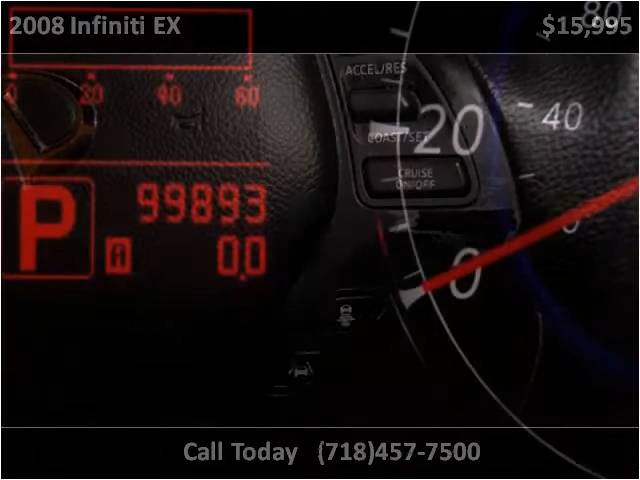 2008 Infiniti EX
$15,995
80
ACCEL/RES
0 20 40 60
20
40
COAST/SET
CRUISE
ON/OFF
P
99893
A 0.0
0
Call Today (718)457-7500